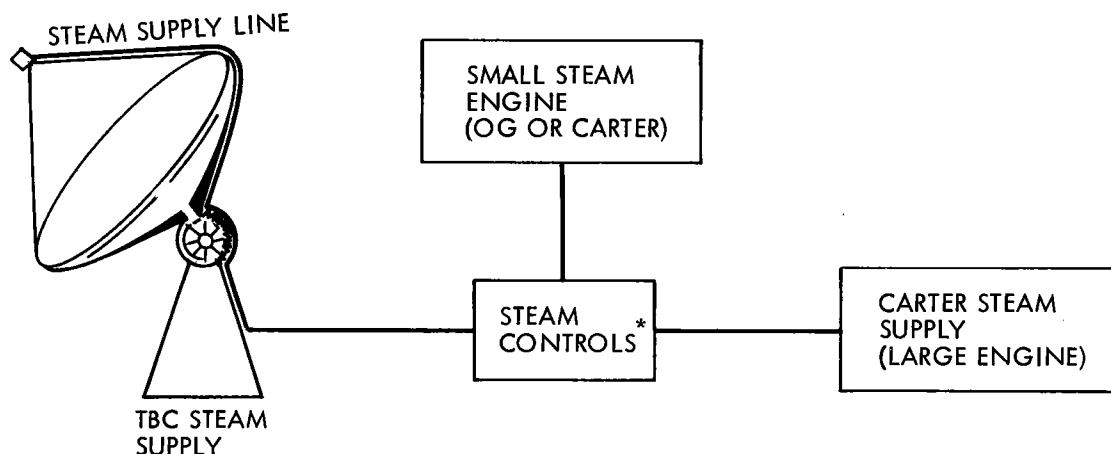 STEAM SUPPLY LINE
SMALL STEAM
ENGINE
(OG OR CARTER)
STEAM
CONTROLS*
CARTER STEAM
SUPPLY
(LARGE ENGINE)
TBC STEAM
SUPPLY